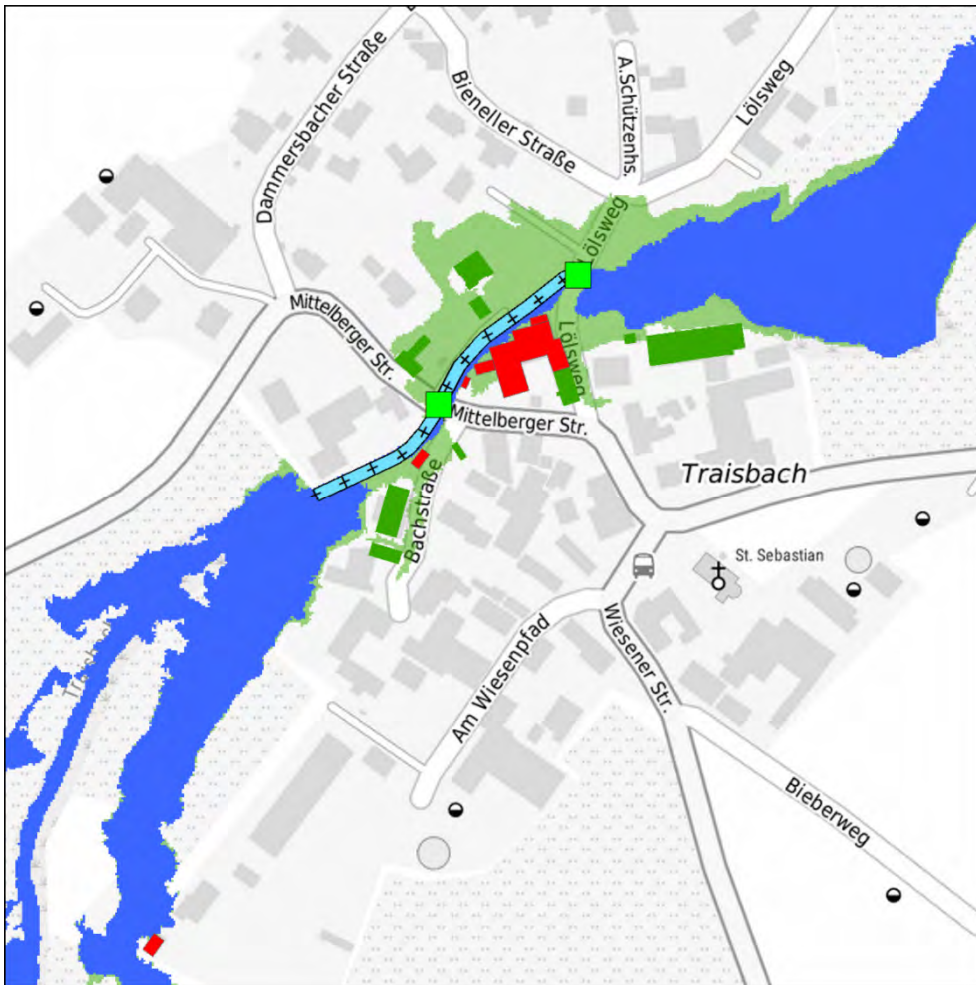 Dammersbacher Straße
Bieneller Straße
A.Schützenhs.
Lölsweg
Lölsweg
Mittelberger Str.
Lölsweg
Mittelberger Str.
Traisbach
Bachstraße
St. Sebastian
Am Wiesenpfad
Wiesener Str.
Bieberweg